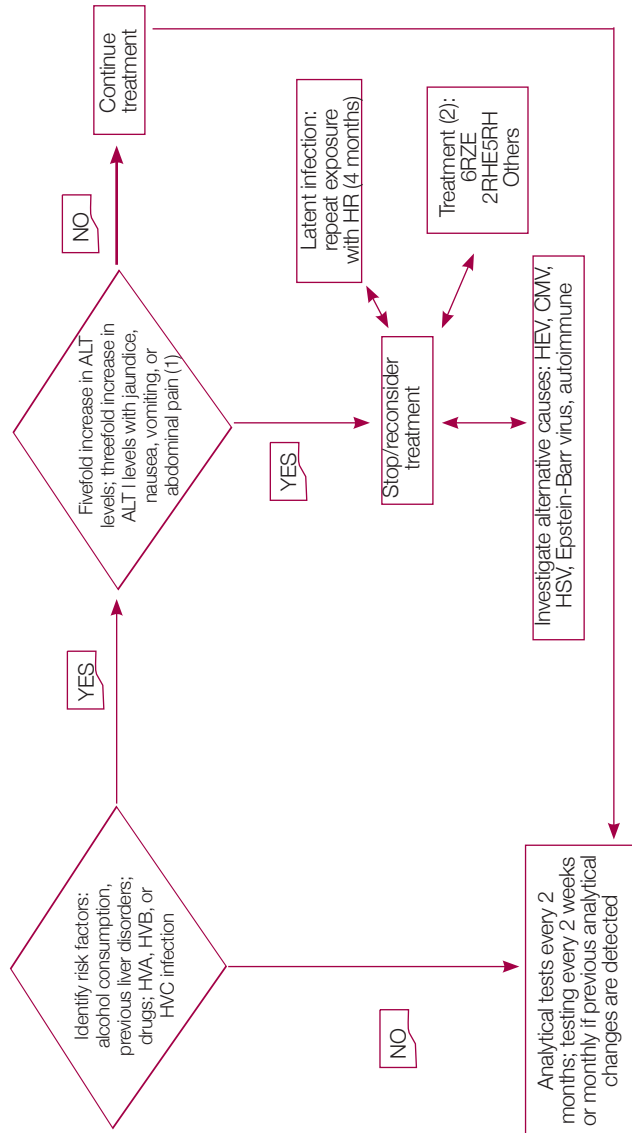 Identify risk factors:
alcohol consumption,
previous liver disorders;
drugs; HVA, HVB, or
HVC infection
YES
Fivefold increase in ALT
levels; threefold increase in
ALT l levels with jaundice,
nausea, vomiting, or
abdominal pain (1)
NO
Continue
treatment
NO
YES
Analytical tests every 2
months; testing every 2 weeks
or monthly if previous analytical
changes are detected
Stop/reconsider
treatment
Latent infection:
repeat exposure
with HR (4 months)
Treatment (2):
6RZE
2RHE5RH
Others
Investigate alternative causes: HEV, CMV,
HSV, Epstein-Barr virus, autoimmune